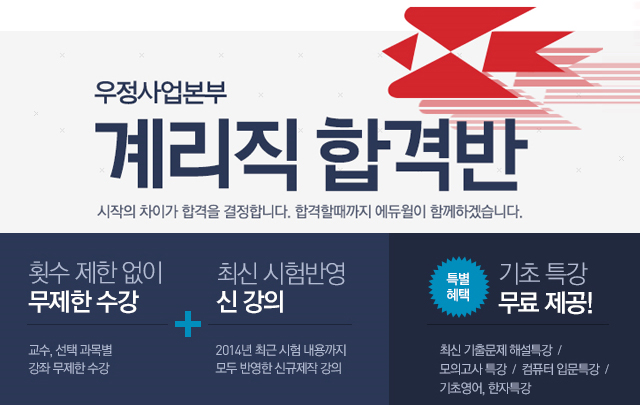 우정사업본부
계리직 합격반
시작의 차이가 합격을 결정합니다. 합격할때까지 에듀윌이 함께하겠습니다.
횟수 제한 없이
무제한 수강
교수, 선택 과목별
강좌 무제한 수강
+
최신 시험반영
신 강의
2014년 최근 시험 내용까지
모두 반영한 신규제작 강의
특별
혜택
기초 특강
무료 제공!
최신 기출문제 해설특강 /
모의고사 특강 / 컴퓨터 입문특강 /
기초영어, 한자특강